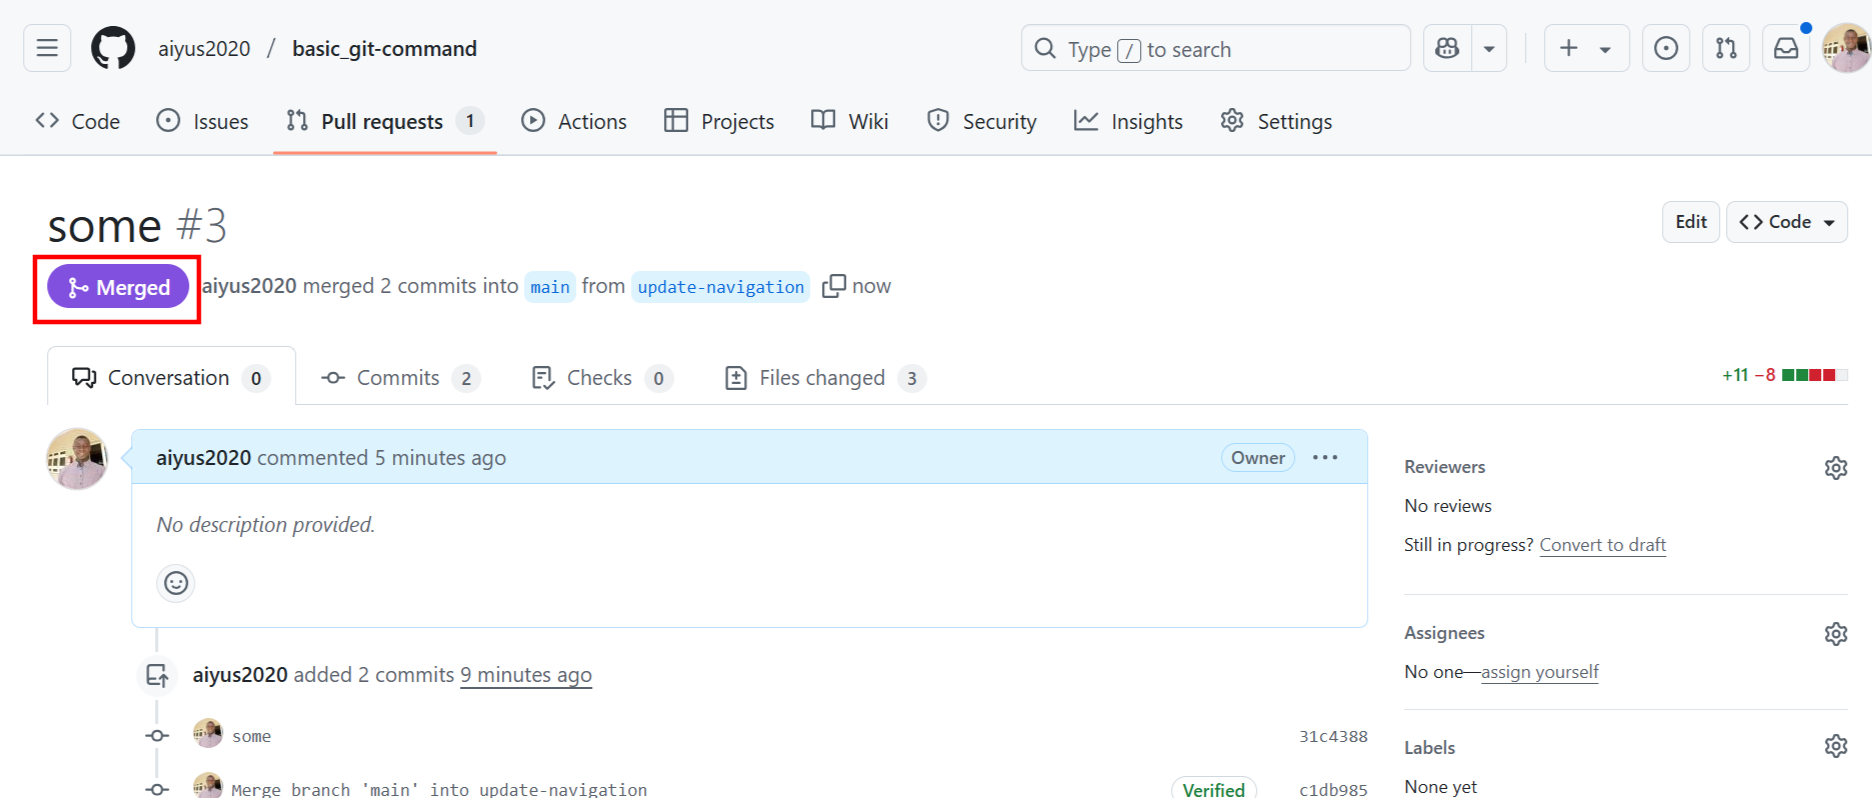 aiyus2020 / basic_git-command
Type / to search
Code Issues Pull requests 1 Actions Projects Wiki Security Insights Settings
some #3
Edit Code
Merged aiyus2020 merged 2 commits into main from update-navigation now
Conversation 0 Commits 2 Checks 0 Files changed 3
+11 −8
aiyus2020 commented 5 minutes ago Owner
No description provided.
Reviewers
No reviews
Still in progress? Convert to draft
Assignees
No one—assign yourself
aiyus2020 added 2 commits 9 minutes ago
some 31c4388
Labels
None yet
Merge branch 'main' into update-navigation Verified c1db985